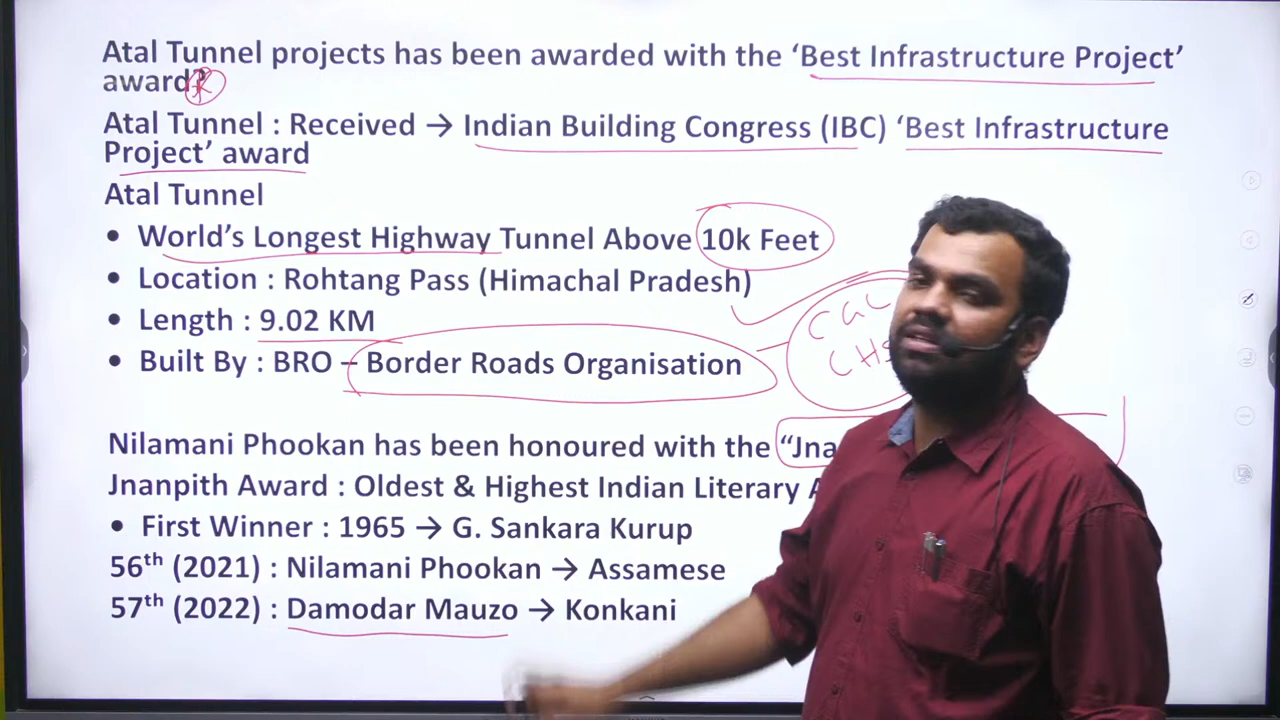 Atal Tunnel projects has been awarded with the ‘Best Infrastructure Project’
award?
Atal Tunnel : Received → Indian Building Congress (IBC) ‘Best Infrastructure
Project’ award
Atal Tunnel
• World’s Longest Highway Tunnel Above 10k Feet
• Location : Rohtang Pass (Himachal Pradesh)
• Length : 9.02 KM
• Built By : BRO – Border Roads Organisation
CGL
CHS
Nilamani Phookan has been honoured with the “Jna
Jnanpith Award : Oldest & Highest Indian Literary
• First Winner : 1965 → G. Sankara Kurup
56th (2021) : Nilamani Phookan → Assamese
57th (2022) : Damodar Mauzo → Konkani